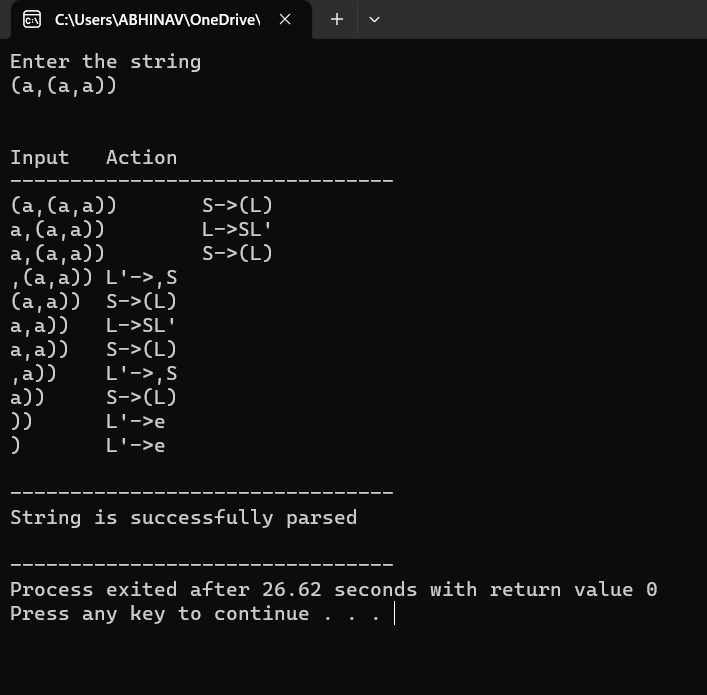 C:\Users\ABHINAV\OneDrive\
Enter the string
(a,(a,a))
Input   Action
--------------------------------
(a,(a,a))       S->(L)
a,(a,a))        L->SL'
a,(a,a))        S->(L)
,(a,a)) L'->,S
(a,a))  S->(L)
a,a))   L->SL'
a,a))   S->(L)
,a))    L'->,S
a))     S->(L)
))      L'->e
)       L'->e
--------------------------------
String is successfully parsed
--------------------------------
Process exited after 26.62 seconds with return value 0
Press any key to continue . . .